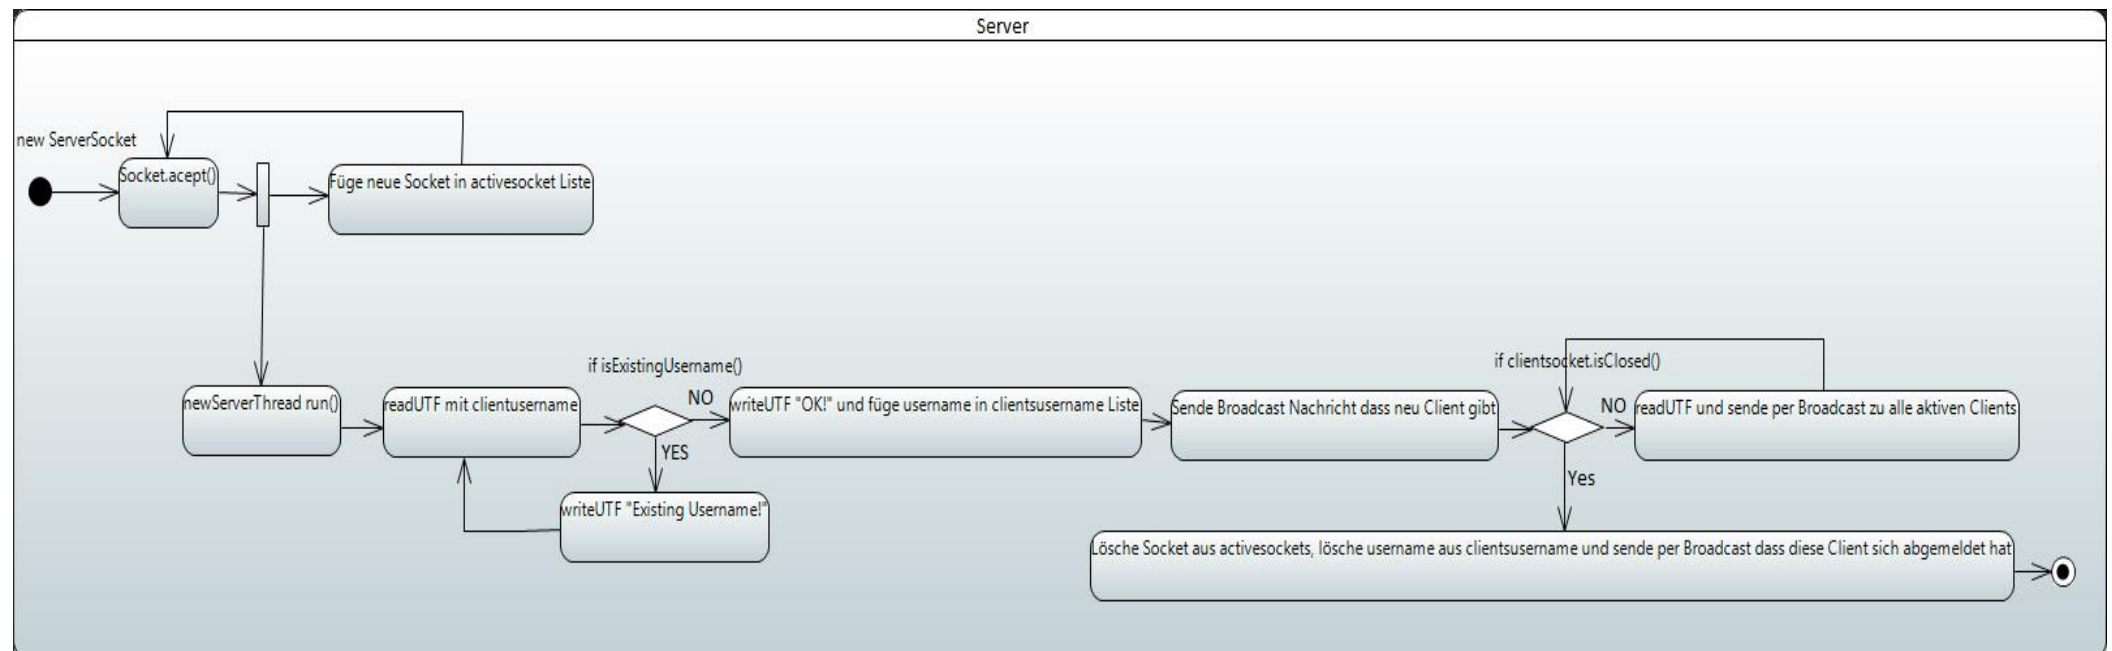 Server
new ServerSocket
Socket.acept()
Füge neue Socket in activesocket Liste
if isExistingUsername()
if clientsocket.isClosed()
newServerThread run()
readUTF mit clientusername
NO
writeUTF "OK!" und füge username in clientsusername Liste
Sende Broadcast Nachricht dass neu Client gibt
NO
readUTF und sende per Broadcast zu alle aktiven Clients
YES
Yes
writeUTF "Existing Username!"
Lösche Socket aus activesockets, lösche username aus clientsusername und sende per Broadcast dass diese Client sich abgemeldet hat